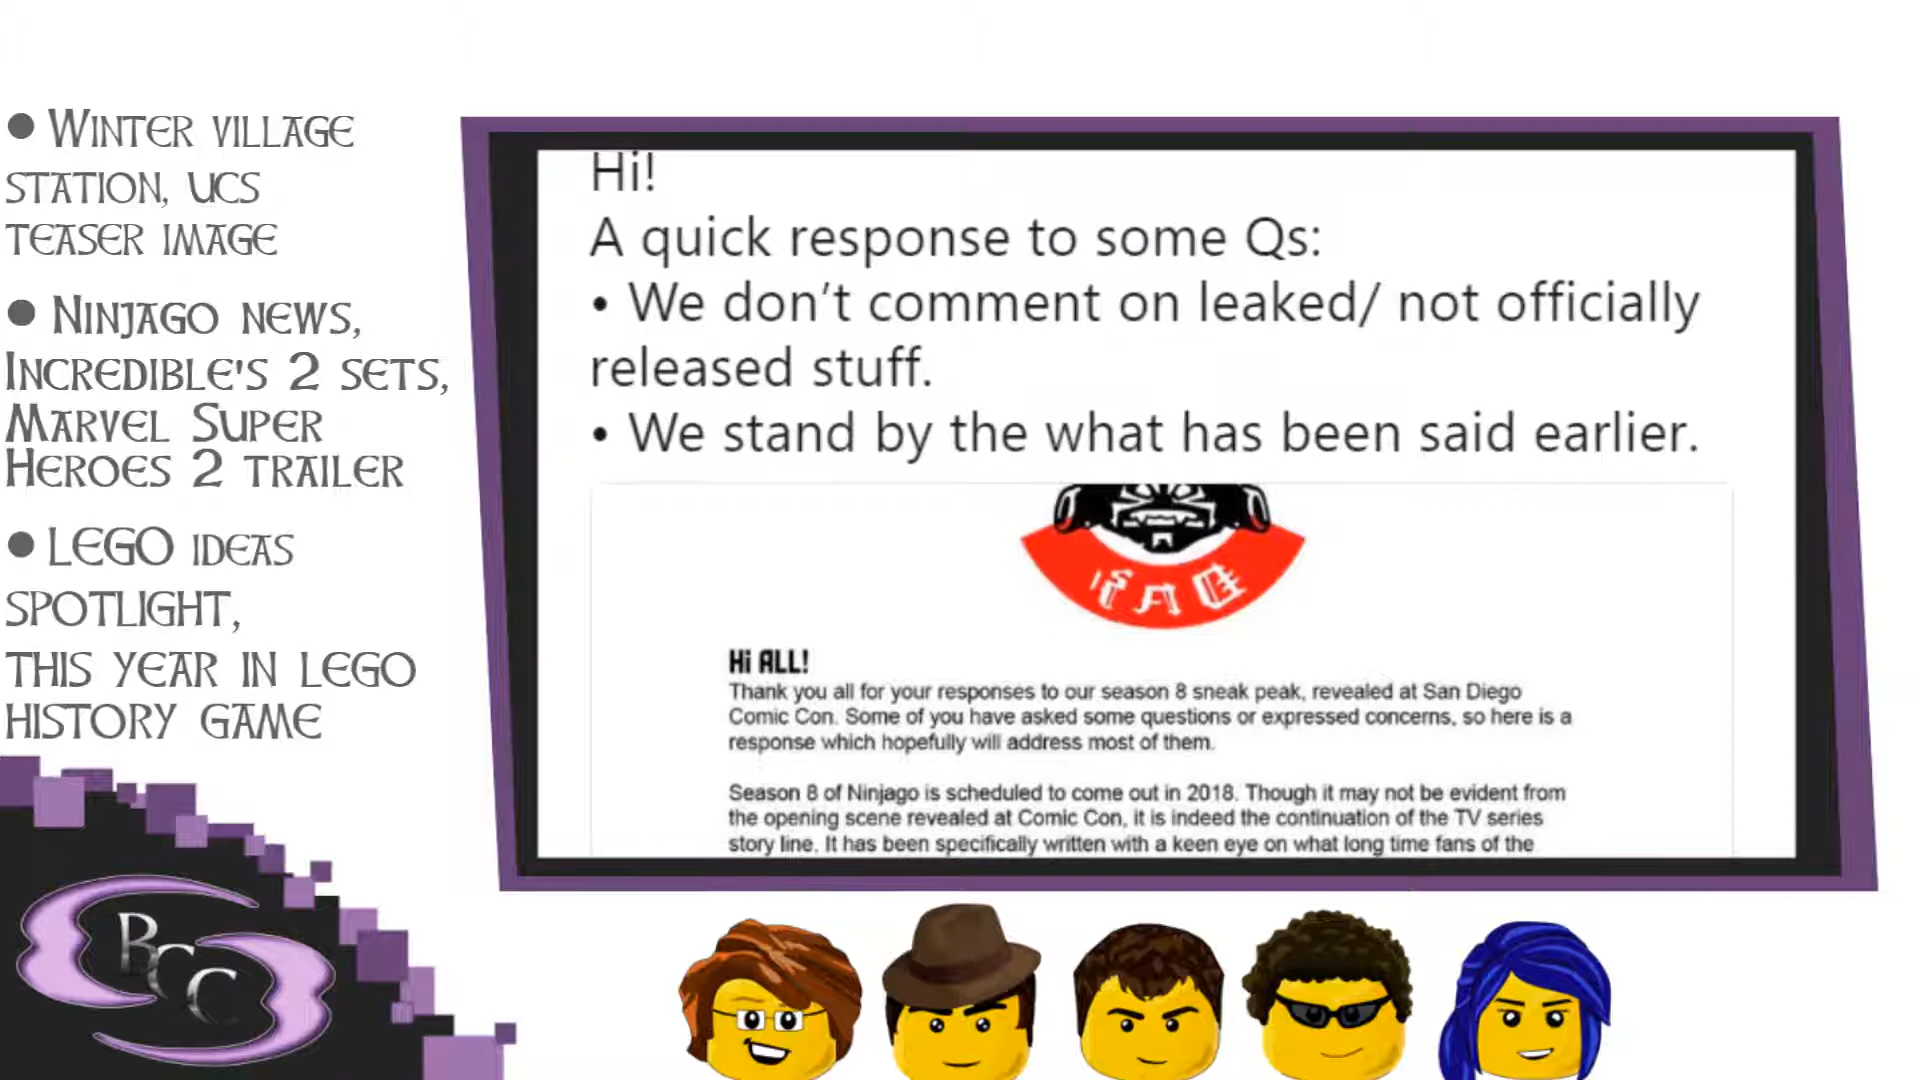 ● Winter village
station, UCS
teaser image
● Ninjago news,
Incredible's 2 sets,
Marvel Super
Heroes 2 trailer
● LEGO ideas
spotlight,
this year in LEGO
history game
BCC
Hi!
A quick response to some Qs:
• We don't comment on leaked/ not officially
released stuff.
• We stand by the what has been said earlier.
FAQ
Hi ALL!
Thank you all for your responses to our season 8 sneak peak, revealed at San Diego
Comic Con. Some of you have asked some questions or expressed concerns, so here is a
response which hopefully will address most of them.
Season 8 of Ninjago is scheduled to come out in 2018. Though it may not be evident from
the opening scene revealed at Comic Con, it is indeed the continuation of the TV series
story line. It has been specifically written with a keen eye on what long time fans of the